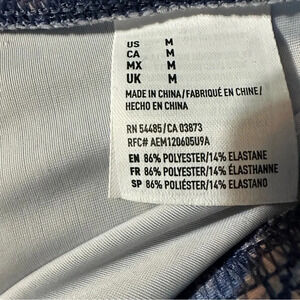 US M
CA M
MX M
UK M
MADE IN CHINA/FABRIQUÉ EN CHINE/
HECHO EN CHINA
RN 54485/CA 03873
RFC# AEM120605U9A
EN 86% POLYESTER/14% ELASTANE
FR 86% POLYESTER/14% ÉLASTHANNE
SP 86% POLIÉSTER/14% ELASTANO